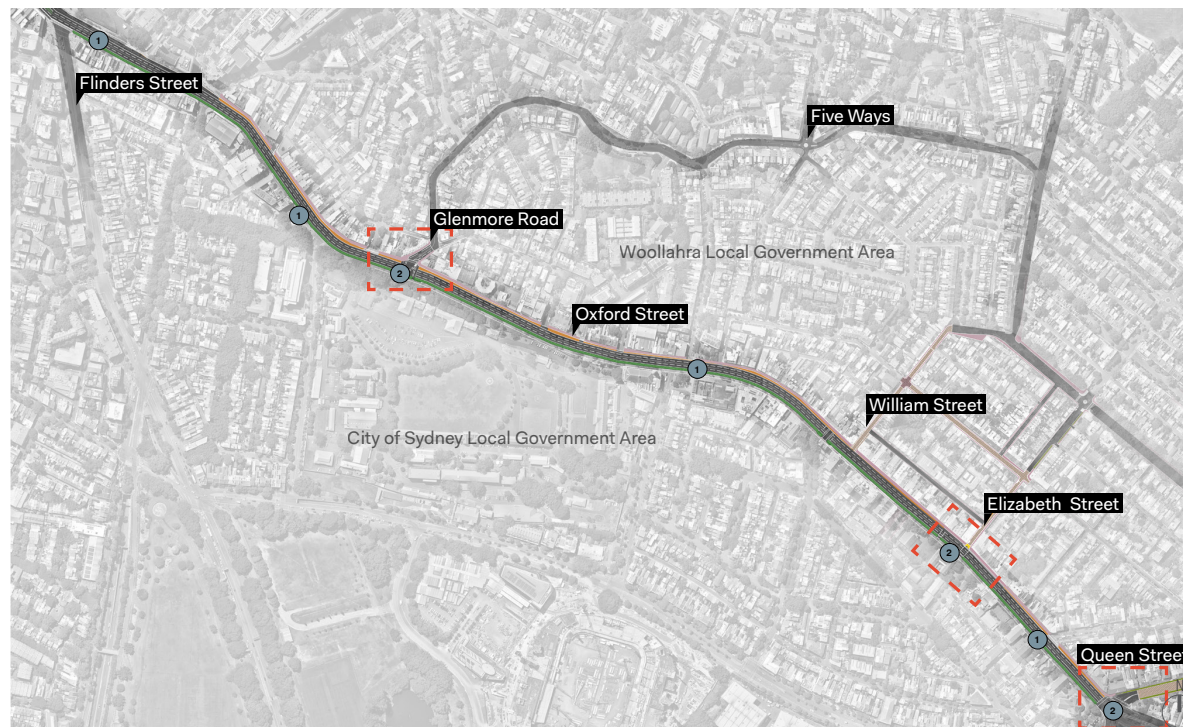 1
Flinders Street
Five Ways
1
Glenmore Road
Woollahra Local Government Area
2
Oxford Street
1
William Street
City of Sydney Local Government Area
Elizabeth Street
2
1
Queen Street
N
2